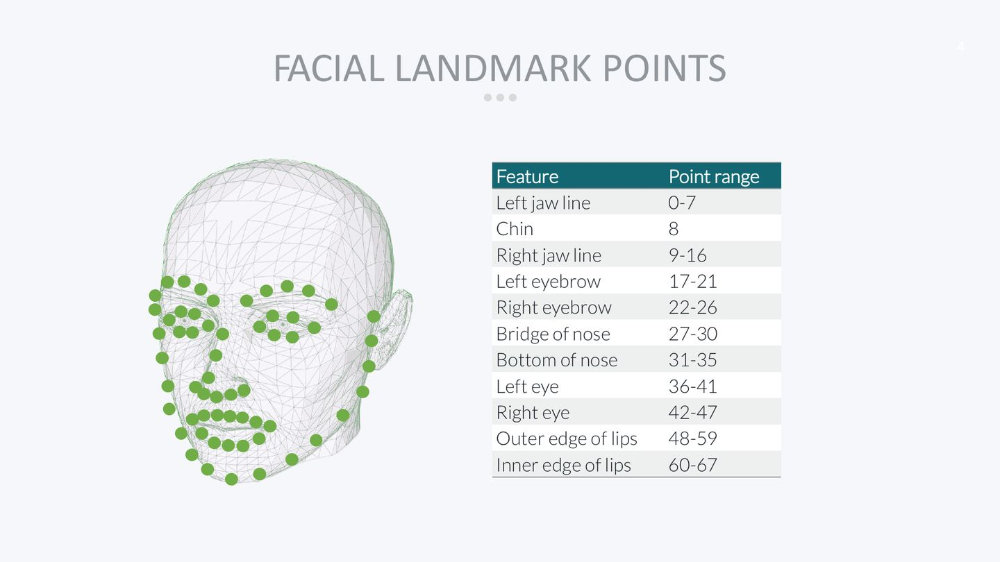 4
FACIAL LANDMARK POINTS
Feature Point range
Left jaw line 0-7
Chin 8
Right jaw line 9-16
Left eyebrow 17-21
Right eyebrow 22-26
Bridge of nose 27-30
Bottom of nose 31-35
Left eye 36-41
Right eye 42-47
Outer edge of lips 48-59
Inner edge of lips 60-67